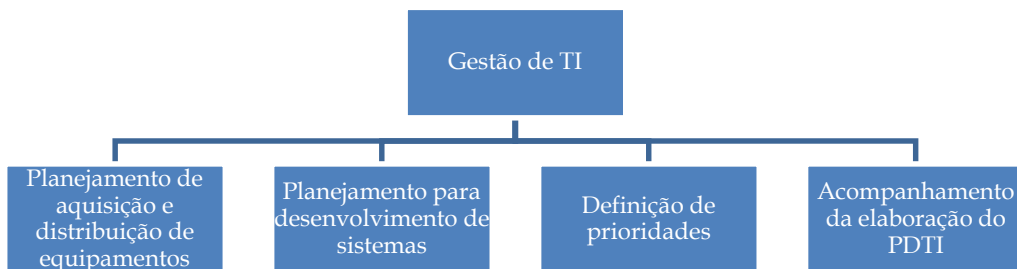 Gestão de TI
Planejamento de
aquisição e
distribuição de
equipamentos
Planejamento para
desenvolvimento de
sistemas
Definição de
prioridades
Acompanhamento
da elaboração do
PDTI